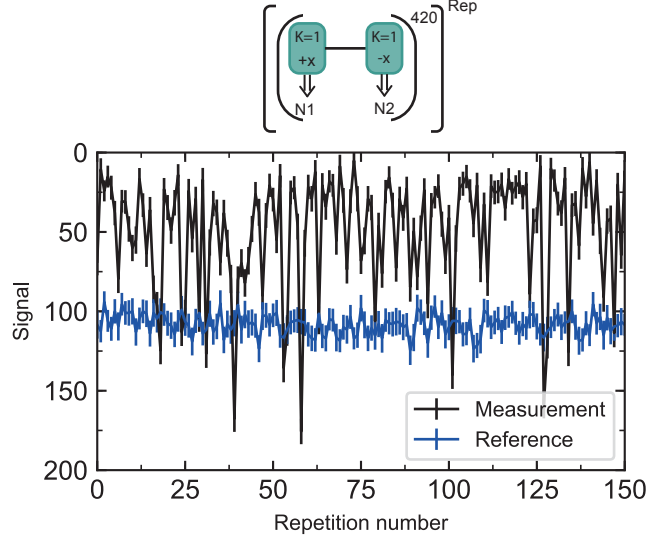 Rep
420
K=1 K=1
+x -x
N1 N2
0
50
100
150
200
Signal
Measurement
Reference
0 25 50 75 100 125 150
Repetition number